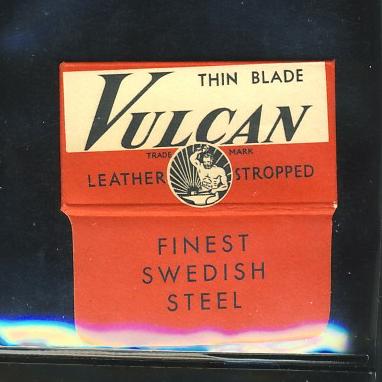 THIN BLADE
VULCAN
TRADE MARK
LEATHER STROPPED
FINEST
SWEDISH
STEEL